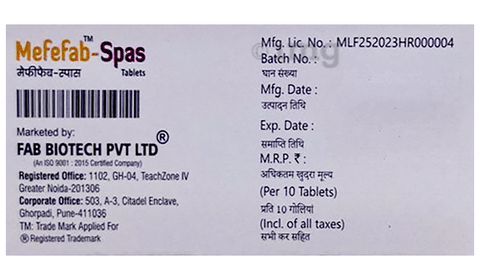 MefeFab-Spas™
मेफीफेब-स्पास Tablets
Marketed by:
FAB BIOTECH PVT LTD®
(An ISO 9001 : 2015 Certified Company)
Registered Office: 1102, GH-04, TeachZone IV
Greater Noida-201306
Corporate Office: 503, A-3, Citadel Enclave,
Ghorpadi, Pune-411036
TM: Trade Mark Applied For
® Registered Trademark
Mfg. Lic. No. : MLF252023HR000004
Batch No. :
घान संख्या
Mfg. Date :
उत्पादन तिथि
Exp. Date :
समाप्ति तिथि
M.R.P. ₹ :
अधिकतम खुदरा मूल्य
(Per 10 Tablets)
प्रति 10 गोलियां
(Incl. of all taxes)
सभी कर सहित